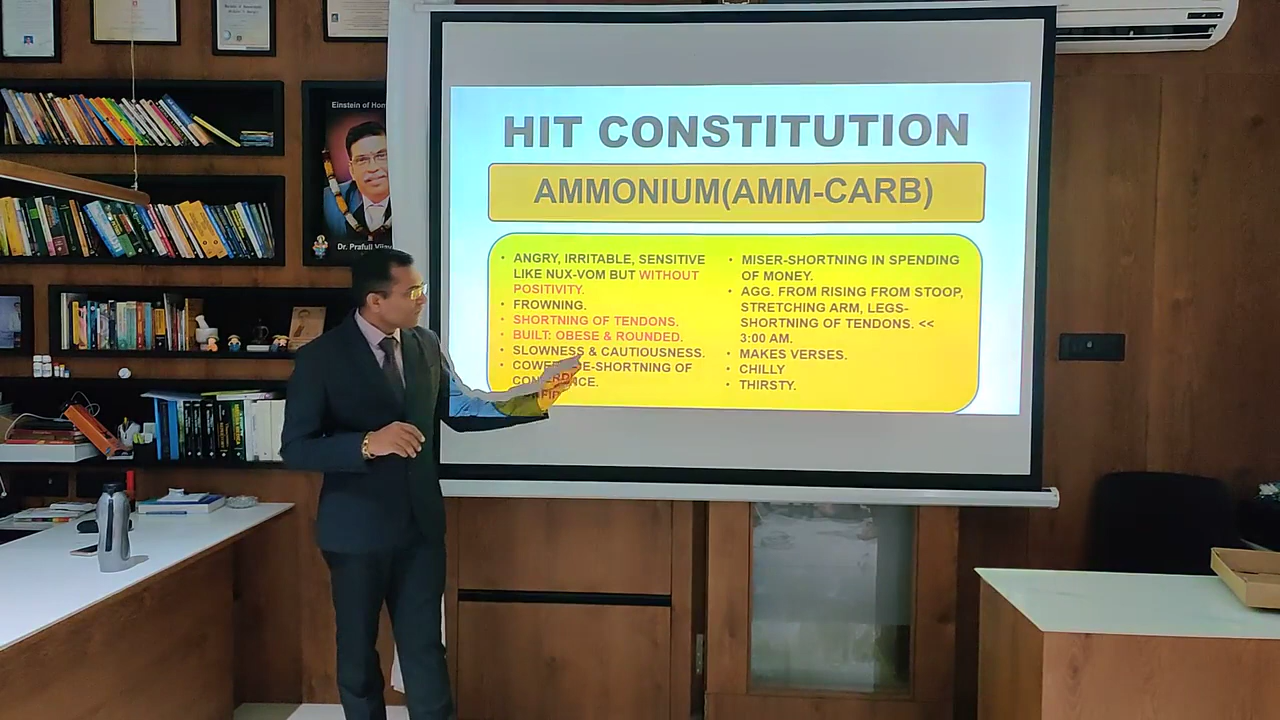 Einstein of
Dr. Prafull
HIT CONSTITUTION
AMMONIUM(AMM-CARB)
• ANGRY, IRRITABLE, SENSITIVE
LIKE NUX-VOM BUT WITHOUT
POSITIVITY.
• FROWNING.
• SHORTNING OF TENDONS.
• BUILT: OBESE & ROUNDED.
• SLOWNESS & CAUTIOUSNESS.
-SHORTNING OF
• MISER-SHORTNING IN SPENDING
OF MONEY.
• AGG. FROM RISING FROM STOOP,
STRETCHING ARM, LEGS-
SHORTNING OF TENDONS. <<
3:00 AM.
• MAKES VERSES.
• CHILLY
• THIRSTY.